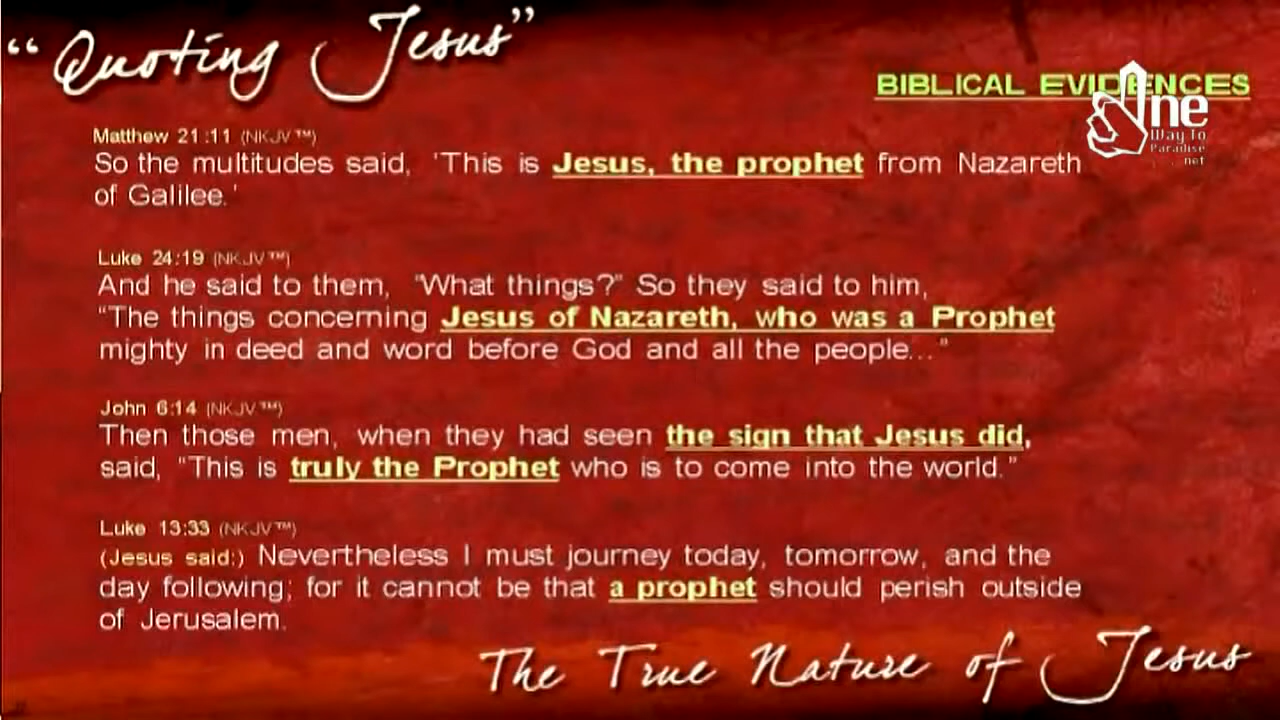 “Quoting Jesus”
BIBLICAL EVIDENCES
One
Way To
Paradise
.net
Matthew 21:11 (NKJV™)
So the multitudes said, 'This is Jesus, the prophet from Nazareth
of Galilee.'
Luke 24:19 (NKJV™)
And he said to them, “What things?” So they said to him,
“The things concerning Jesus of Nazareth, who was a Prophet
mighty in deed and word before God and all the people...”
John 6:14 (NKJV™)
Then those men, when they had seen the sign that Jesus did,
said, “This is truly the Prophet who is to come into the world.”
Luke 13:33 (NKJV™)
(Jesus said:) Nevertheless I must journey today, tomorrow, and the
day following; for it cannot be that a prophet should perish outside
of Jerusalem.
The True Nature of Jesus